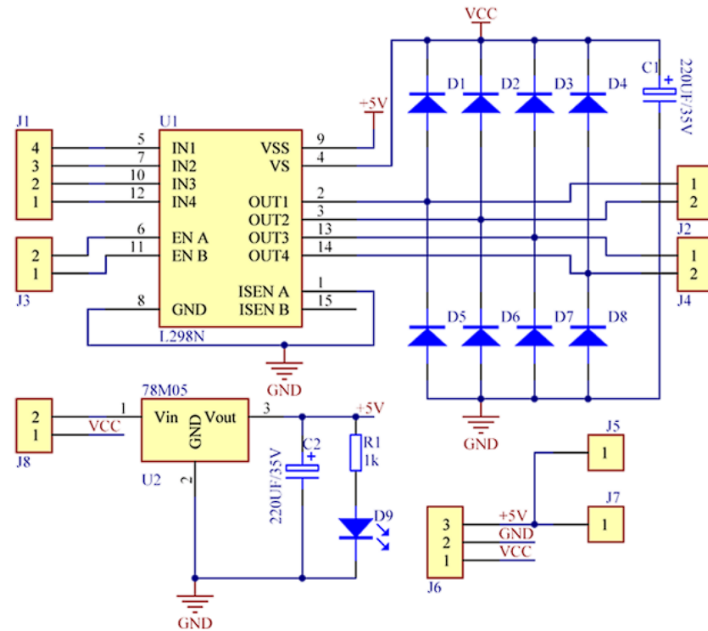 VCC
C1
+
220UF/35V
D1 D2 D3 D4
+5V
J1
U1
4 5 IN1 VSS 9
3 7 IN2 VS 4
2 10 IN3
1 12 IN4 OUT1 2
OUT2 3
1
2
J2
J3
2 6 EN A OUT3 13
1 11 EN B OUT4 14
1
2
J4
ISEN A 1
8 GND ISEN B 15
L298N
GND
D5 D6 D7 D8
GND
78M05
2 1 Vin Vout 3 +5V
1 VCC GND
J8
U2
2
C2
+
220UF/35V
R1
1k
D9
GND
J5
1
J7
1
3 +5V
2 GND
1 VCC
J6